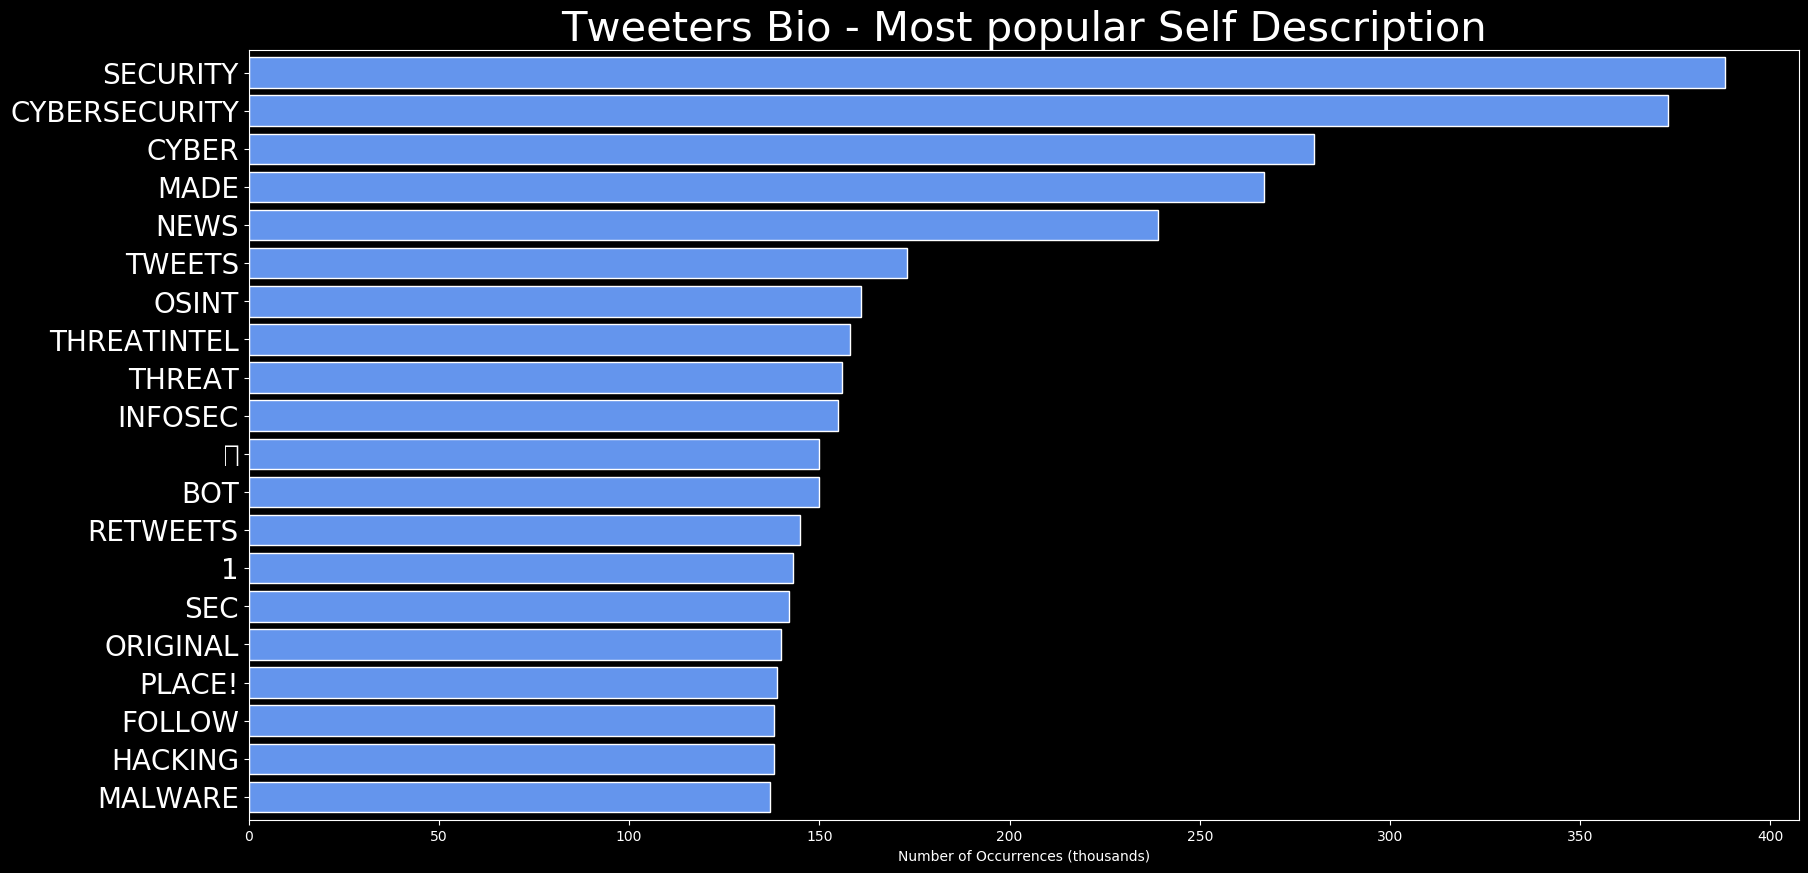 Tweeters Bio - Most popular Self Description
SECURITY
CYBERSECURITY
CYBER
MADE
NEWS
TWEETS
OSINT
THREATINTEL
THREAT
INFOSEC
BOT
RETWEETS
1
SEC
ORIGINAL
PLACE!
FOLLOW
HACKING
MALWARE
0 50 100 150 200 250 300 350 400
Number of Occurrences (thousands)